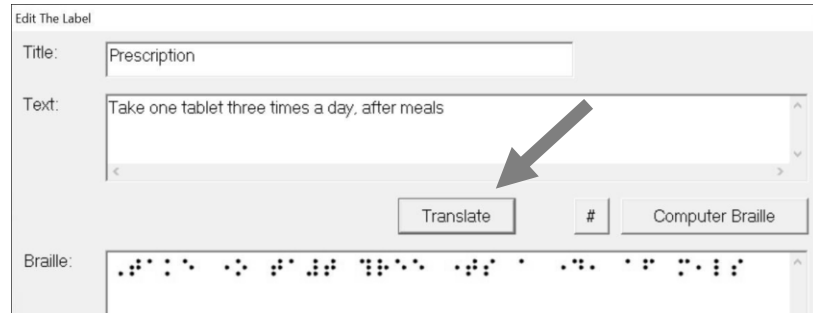 Edit The Label
Title: Prescription
Text: Take one tablet three times a day, after meals
Translate # Computer Braille
Braille: ⠠⠞⠁⠅⠑ ⠐⠕ ⠞⠁⠼⠞ ⠹⠗⠑⠑ ⠐⠞⠎ ⠁ ⠐⠙⠂ ⠁⠋ ⠍⠂⠇⠎